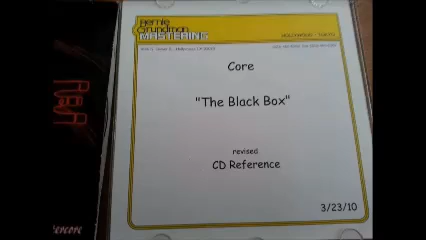 Bernie
Grundman
MASTERING
HOLLYWOOD - TOKYO
Core
"The Black Box"
revised
CD Reference
3/23/10